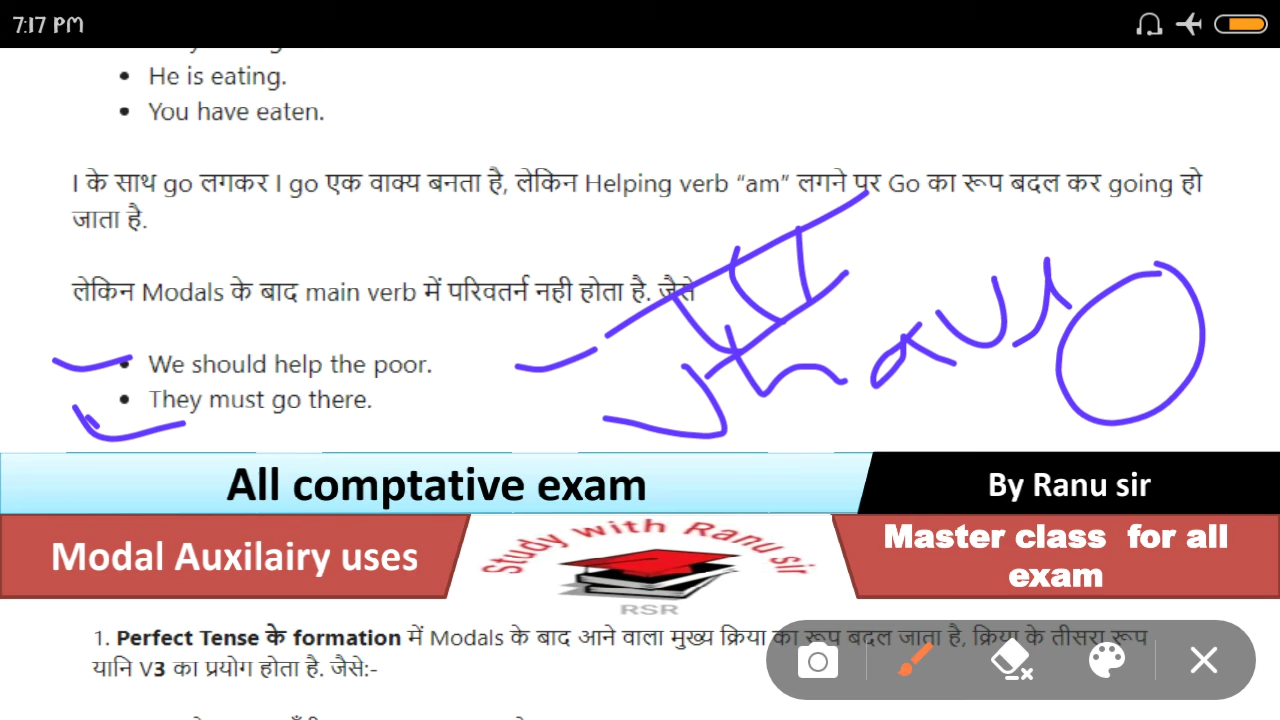 7:17 PM
He is eating.
You have eaten.
I के साथ go लगकर I go एक वाक्य बनता है, लेकिन Helping verb “am” लगने पर Go का रूप बदल कर going हो
जाता है.
लेकिन Modals के बाद main verb में परिवतर्न नही होता है. जैसे
We should help the poor.
They must go there.
All comptative exam
By Ranu sir
Modal Auxilairy uses
Study with Ranu sir
RSR
Master class for all
exam
1. Perfect Tense के formation में Modals के बाद आने वाला मुख्य क्रिया का रूप बदल जाता है, क्रिया के तीसरा रूप
यानि V3 का प्रयोग होता है. जैसे:-